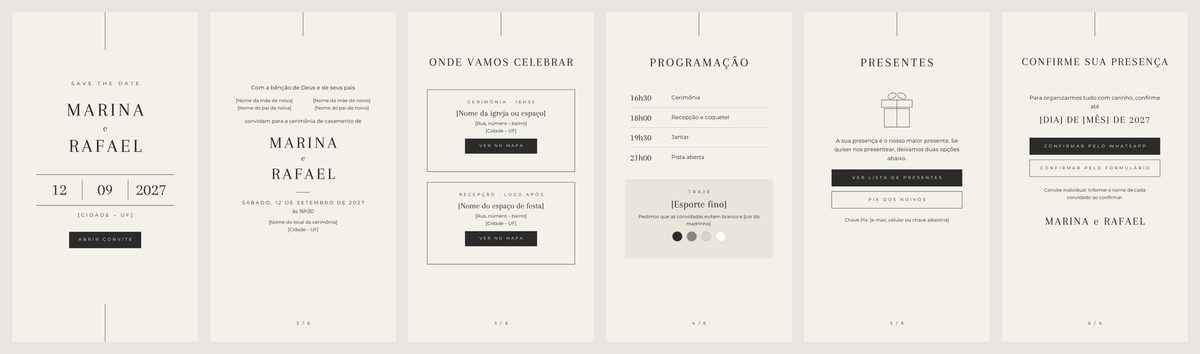 SAVE THE DATE
MARINA
e
RAFAEL
12 09 2027
[CIDADE – UF]
ABRIR CONVITE
Com a bênção de Deus e de seus pais
[Nome da mãe da noiva] [Nome da mãe do noivo]
[Nome do pai da noiva] [Nome do pai do noivo]
convidam para a cerimônia de casamento de
MARINA
e
RAFAEL
SÁBADO, 12 DE SETEMBRO DE 2027
às 16h30
[Nome do local da cerimônia]
[Cidade – UF]
2 / 6
ONDE VAMOS CELEBRAR
CERIMÔNIA · 16H30
[Nome da igreja ou espaço]
[Rua, número – bairro]
[Cidade – UF]
VER NO MAPA
RECEPÇÃO · LOGO APÓS
[Nome do espaço de festa]
[Rua, número – bairro]
[Cidade – UF]
VER NO MAPA
3 / 6
PROGRAMAÇÃO
16h30 Cerimônia
18h00 Recepção e coquetel
19h30 Jantar
21h00 Pista aberta
TRAJE
[Esporte fino]
Pedimos que as convidadas evitem branco e [cor da
madrinha].
4 / 6
PRESENTES
A sua presença é o nosso maior presente. Se
quiser nos presentear, deixamos duas opções
abaixo.
VER LISTA DE PRESENTES
PIX DOS NOIVOS
Chave Pix: [e-mail, celular ou chave aleatória]
5 / 6
CONFIRME SUA PRESENÇA
Para organizarmos tudo com carinho, confirme
até
[DIA] DE [MÊS] DE 2027
CONFIRMAR PELO WHATSAPP
CONFIRMAR PELO FORMULÁRIO
Convite individual. Informe o nome de cada
convidado ao confirmar.
MARINA e RAFAEL
6 / 6